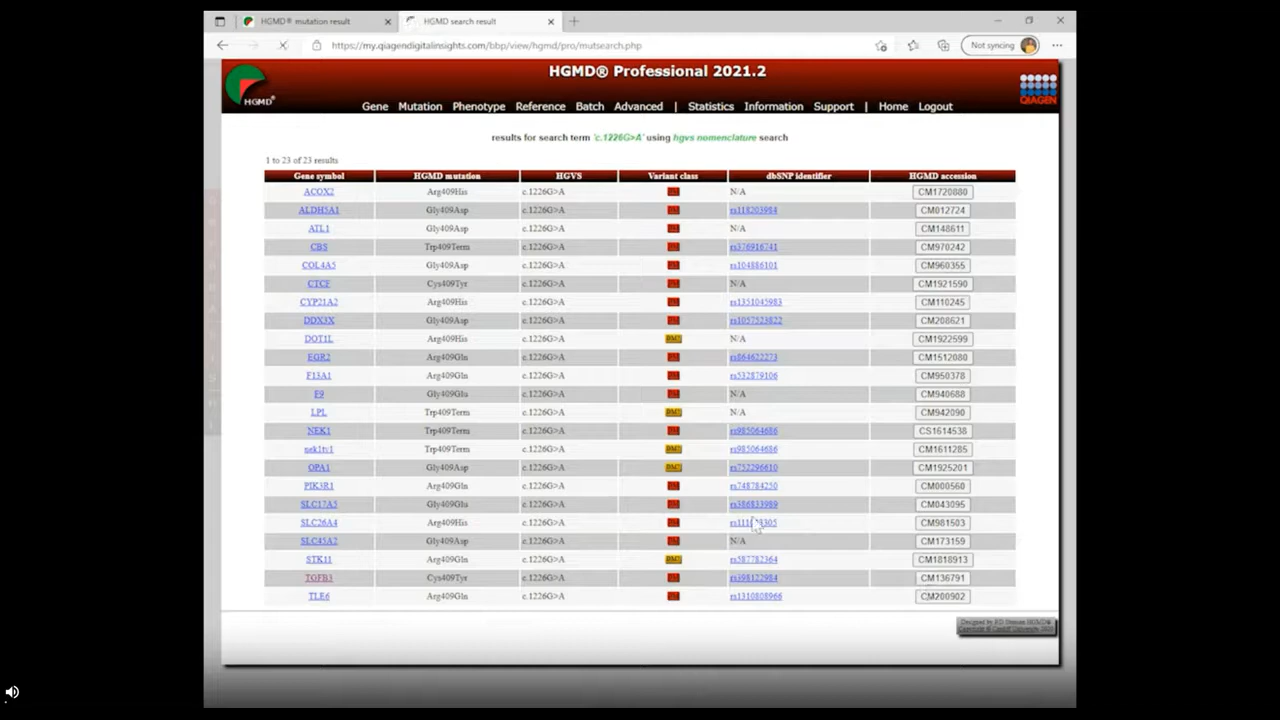 HGMD® mutation result
HGMD search result
https://my.qiagendigitalinsights.com/bbp/view/hgmd/pro/mutsearch.php
Not syncing
HGMD® Professional 2021.2
HGMD®
QIAGEN
Gene Mutation Phenotype Reference Batch Advanced | Statistics Information Support | Home Logout
results for search term 'c.1226G>A' using hgvs nomenclature search
1 to 23 of 23 results
Gene symbol HGMD mutation HGVS Variant class dbSNP identifier HGMD accession
ACOX2 Arg409His c.1226G>A DM N/A CM1720880
ALDH5A1 Gly409Asp c.1226G>A DM rs118203984 CM012724
ATL1 Gly409Asp c.1226G>A DM N/A CM148611
CBS Trp409Term c.1226G>A DM rs376916741 CM970242
COL4A5 Gly409Asp c.1226G>A DM rs104886101 CM960355
CTCF Cys409Tyr c.1226G>A DM N/A CM1921590
CYP21A2 Arg409His c.1226G>A DM rs1351045983 CM110245
DDX3X Gly409Asp c.1226G>A DM rs1057523822 CM208621
DOT1L Arg409His c.1226G>A DM? N/A CM1922599
EGR2 Arg409Gln c.1226G>A DM rs864622273 CM1512080
F13A1 Arg409Gln c.1226G>A DM rs532879106 CM950378
F9 Gly409Glu c.1226G>A DM N/A CM940688
LPL Trp409Term c.1226G>A DM? N/A CM942090
NEK1 Trp409Term c.1226G>A DM rs985064686 CS1614538
nek1tv1 Trp409Term c.1226G>A DM? rs985064686 CM1611285
OPA1 Gly409Asp c.1226G>A DM? rs752296610 CM1925201
PIK3R1 Arg409Gln c.1226G>A DM rs748784250 CM000560
SLC17A5 Gly409Glu c.1226G>A DM rs386833989 CM043095
SLC26A4 Arg409His c.1226G>A DM CM981503
SLC45A2 Gly409Asp c.1226G>A DM N/A CM173159
STK11 Arg409Gln c.1226G>A DM? rs587782364 CM1818913
TGFB3 Cys409Tyr c.1226G>A DM rs398122984 CM136791
TLE6 Arg409Gln c.1226G>A DM rs1310808966 CM200902